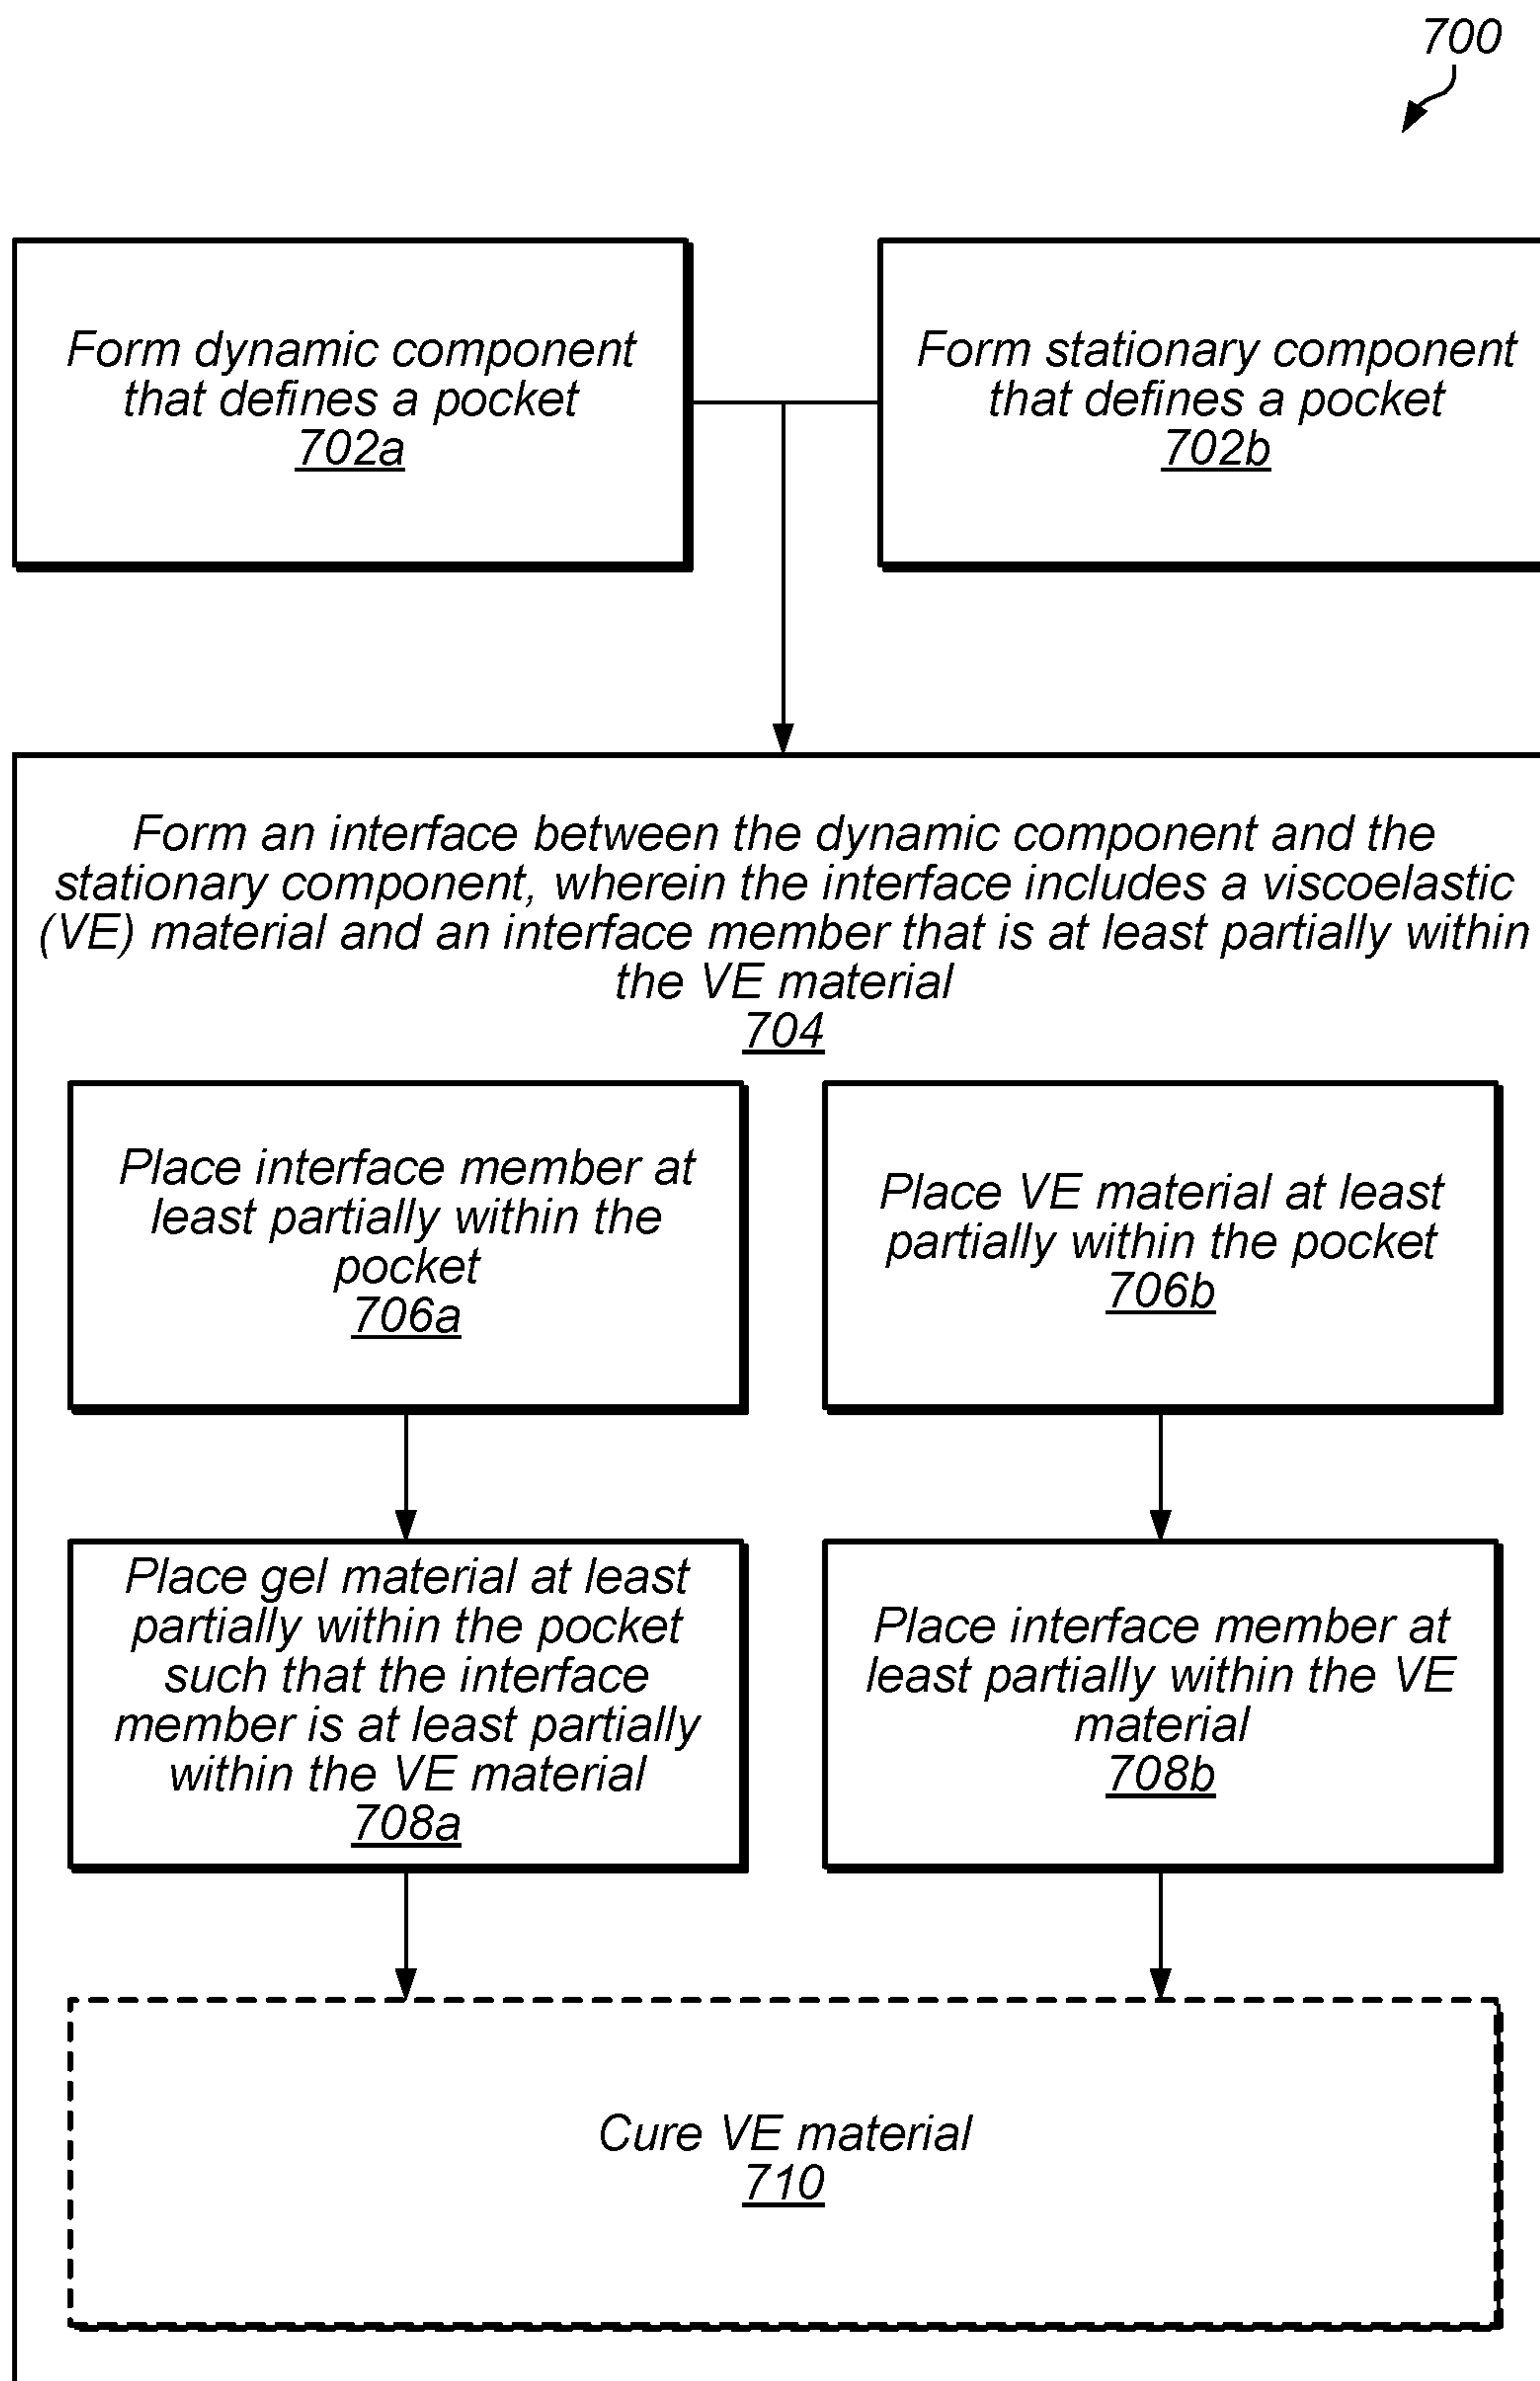 700
Form dynamic component
that defines a pocket
702a
Form stationary component
that defines a pocket
702b
Form an interface between the dynamic component and the
stationary component, wherein the interface includes a viscoelastic
(VE) material and an interface member that is at least partially within
the VE material
704
Place interface member at
least partially within the
pocket
706a
Place VE material at least
partially within the pocket
706b
Place gel material at least
partially within the pocket
such that the interface
member is at least partially
within the VE material
708a
Place interface member at
least partially within the VE
material
708b
Cure VE material
710